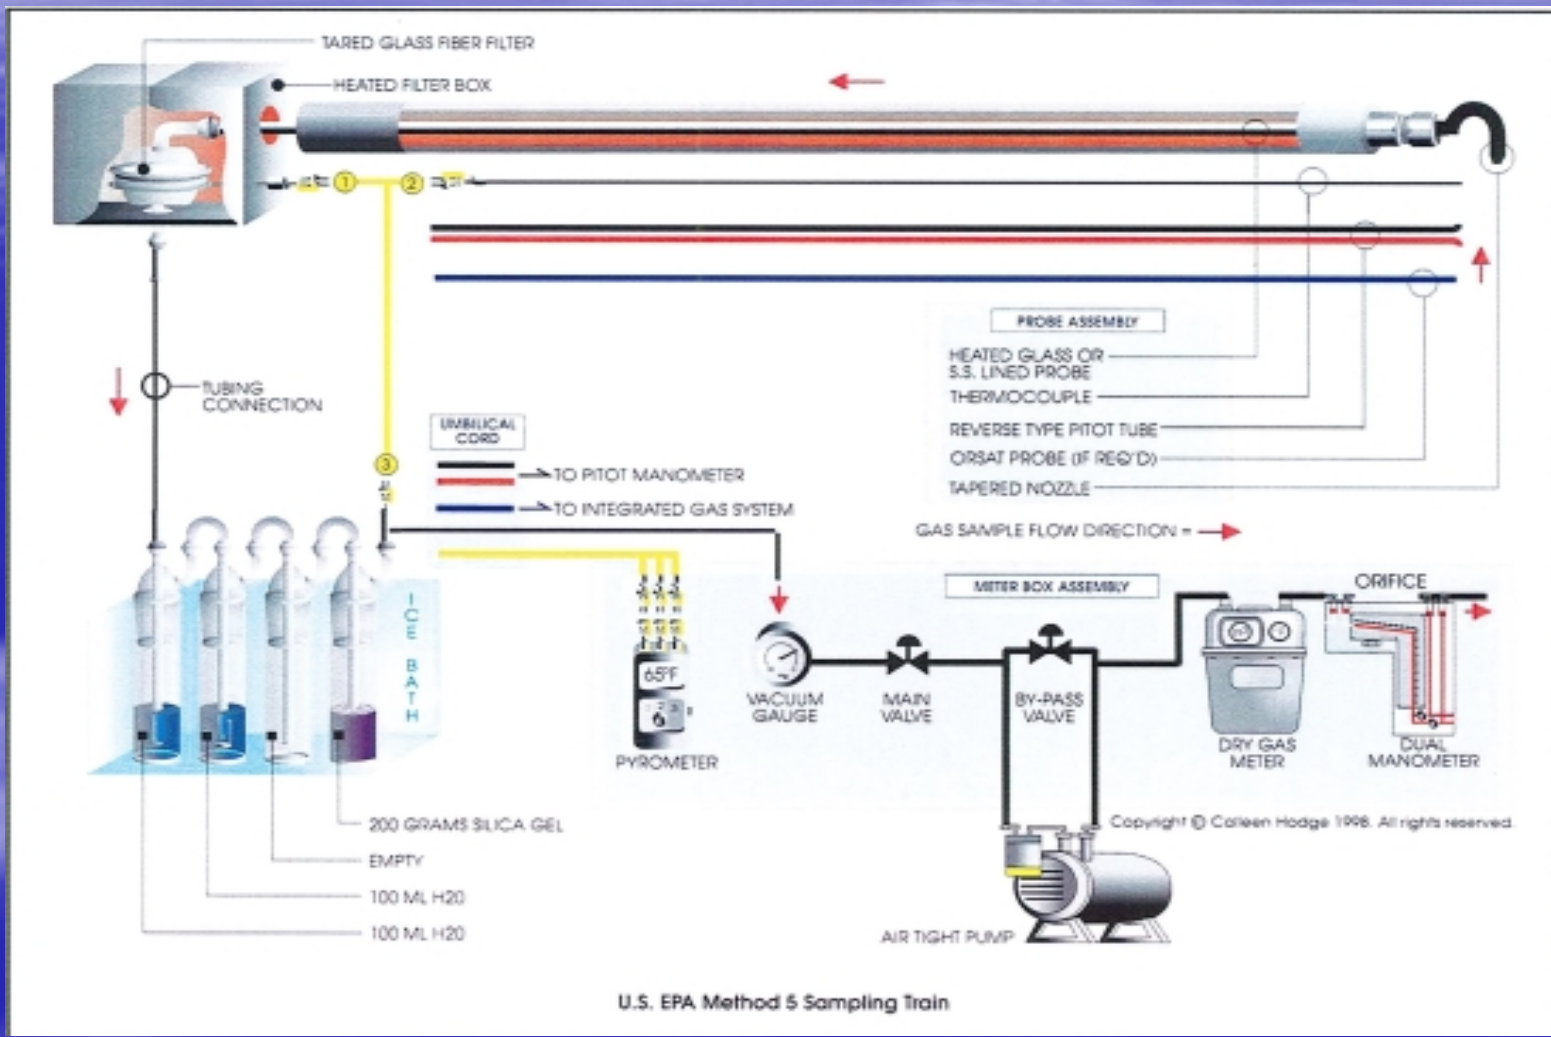 TARED GLASS FIBER FILTER
HEATED FILTER BOX
1
2
TUBING
CONNECTION
3
UMBILICAL
CORD
TO PITOT MANOMETER
TO INTEGRATED GAS SYSTEM
PROBE ASSEMBLY
HEATED GLASS OR
S.S. LINED PROBE
THERMOCOUPLE
REVERSE TYPE PITOT TUBE
ORSAT PROBE (IF REQ'D)
TAPERED NOZZLE
GAS SAMPLE FLOW DIRECTION =
METER BOX ASSEMBLY
ORIFICE
ICE BATH
65°F
PYROMETER
VACUUM
GAUGE
MAIN
VALVE
BY-PASS
VALVE
DRY GAS
METER
DUAL
MANOMETER
200 GRAMS SILICA GEL
EMPTY
100 ML H20
100 ML H20
AIR TIGHT PUMP
Copyright © Colleen Hodge 1998. All rights reserved.
U.S. EPA Method 5 Sampling Train